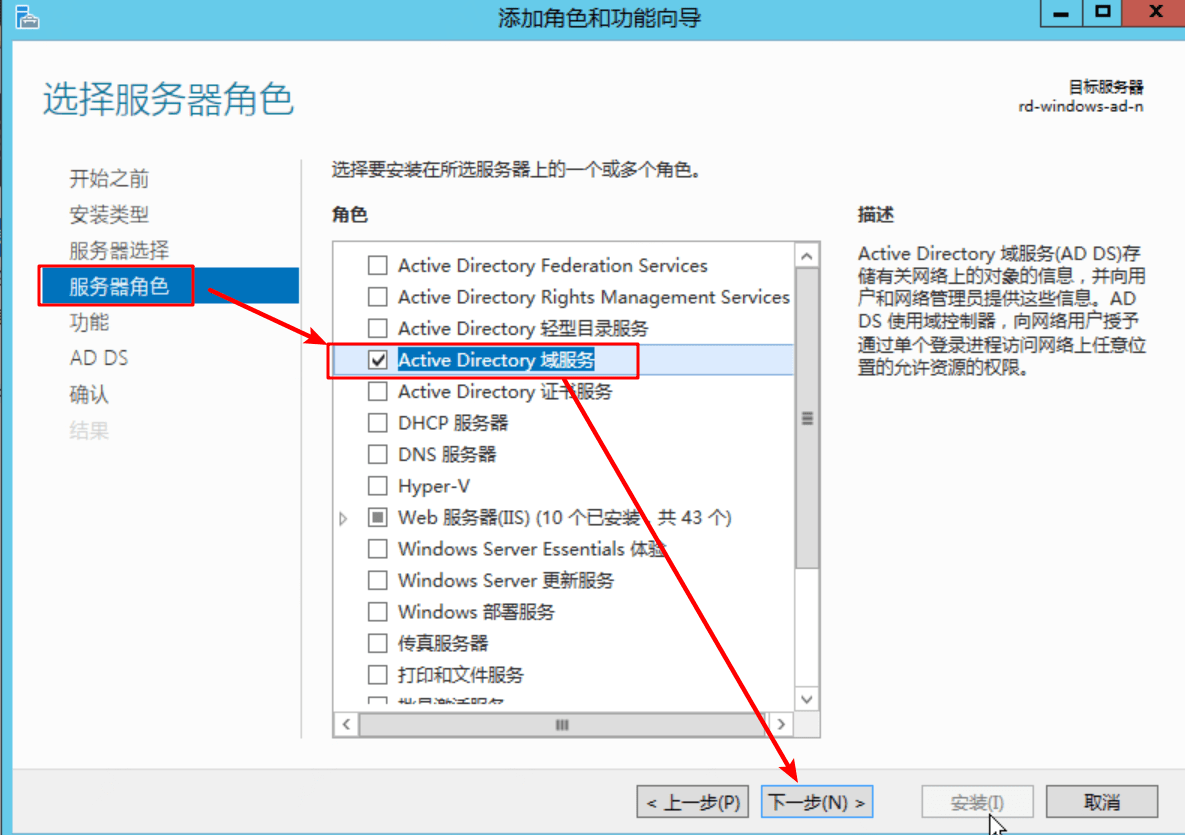 添加角色和功能向导
选择服务器角色
目标服务器
rd-windows-ad-n
开始之前
安装类型
服务器选择
服务器角色
功能
AD DS
确认
结果
选择要安装在所选服务器上的一个或多个角色。
角色
Active Directory Federation Services
Active Directory Rights Management Services
Active Directory 轻型目录服务
Active Directory 域服务
Active Directory 证书服务
DHCP 服务器
DNS 服务器
Hyper-V
Web 服务器(IIS) (10 个已安装，共 43 个)
Windows Server Essentials 体验
Windows Server 更新服务
Windows 部署服务
传真服务器
打印和文件服务
批量激活服务
描述
Active Directory 域服务(AD DS)存
储有关网络上的对象的信息，并向用
户和网络管理员提供这些信息。AD
DS 使用域控制器，向网络用户授予
通过单个登录进程访问网络上任意位
置的允许资源的权限。
< 上一步(P)
下一步(N) >
安装(I)
取消